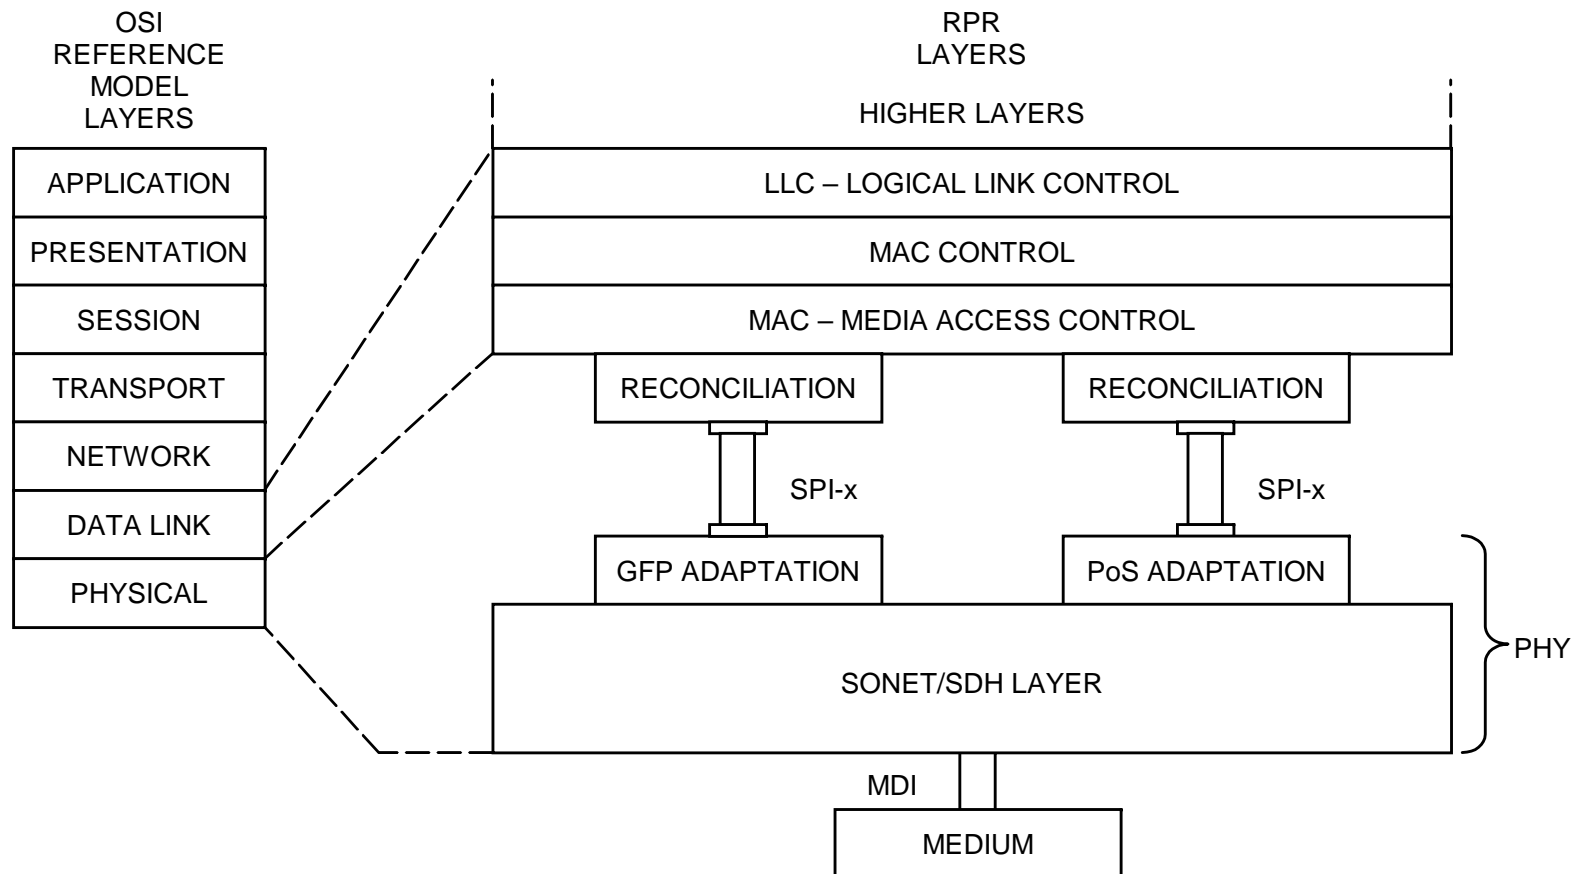 OSI
REFERENCE
MODEL
LAYERS
APPLICATION
PRESENTATION
SESSION
TRANSPORT
NETWORK
DATA LINK
PHYSICAL
RPR
LAYERS
HIGHER LAYERS
LLC – LOGICAL LINK CONTROL
MAC CONTROL
MAC – MEDIA ACCESS CONTROL
RECONCILIATION
RECONCILIATION
SPI-x
SPI-x
GFP ADAPTATION
PoS ADAPTATION
SONET/SDH LAYER
PHY
MDI
MEDIUM